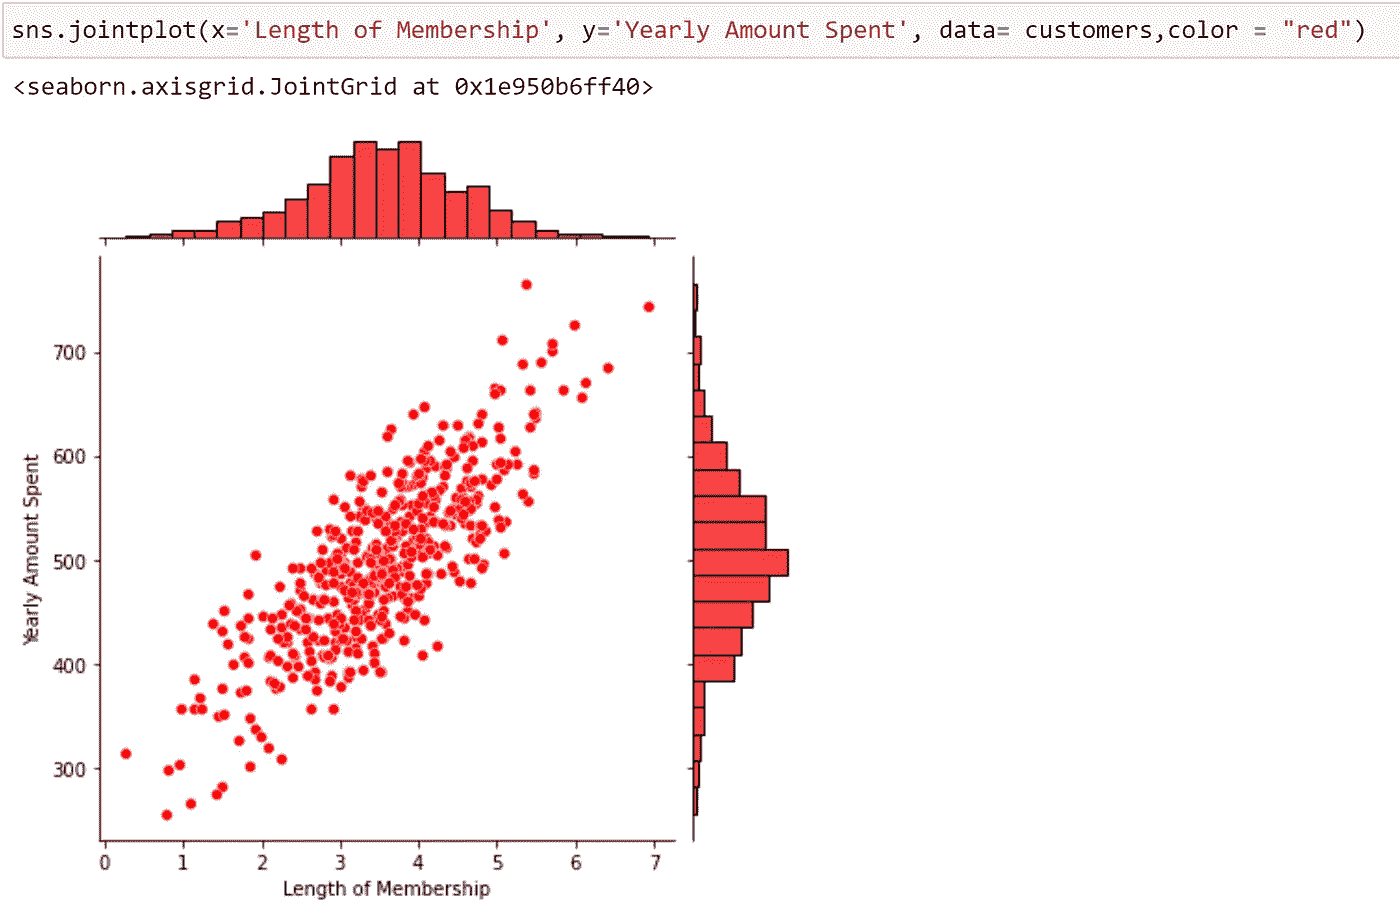 sns.jointplot(x='Length of Membership', y='Yearly Amount Spent', data= customers,color = "red")
<seaborn.axisgrid.JointGrid at 0x1e950b6ff40>
700
600
500
400
300
Yearly Amount Spent
0 1 2 3 4 5 6 7
Length of Membership